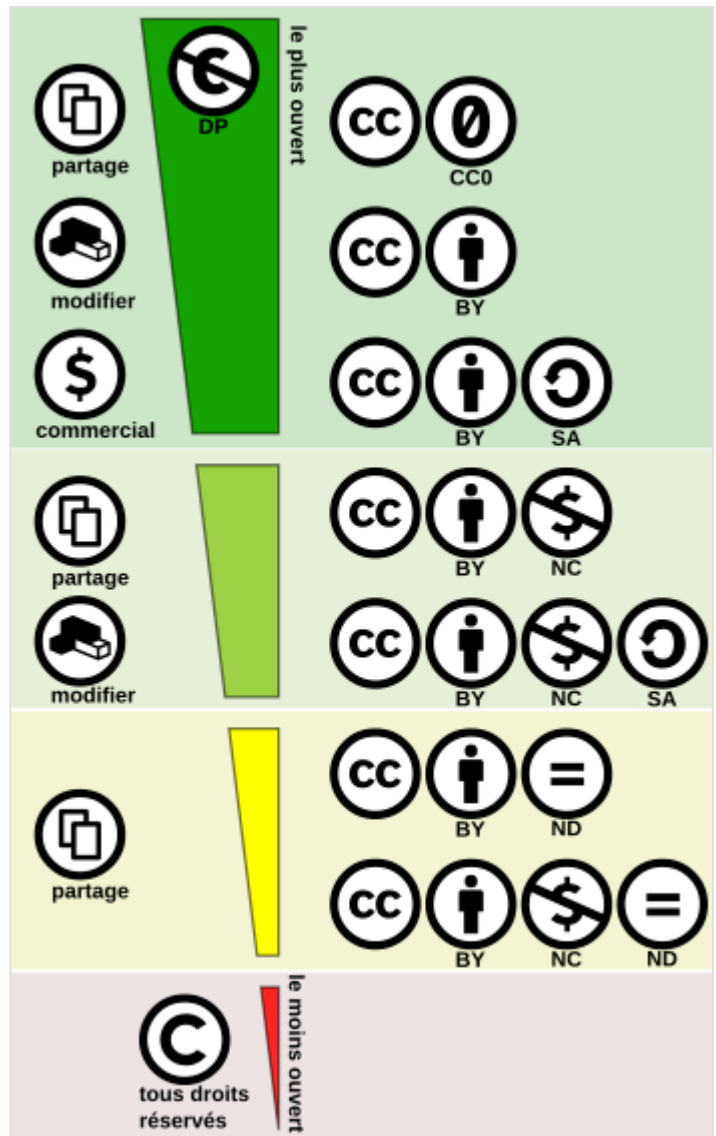 le plus ouvert
DP
partage
cc 0
CC0
modifier
cc
BY
$
commercial
cc
BY SA
partage
cc $
BY NC
modifier
cc $
BY NC SA
cc =
BY ND
partage
cc $ =
BY NC ND
le moins ouvert
C
tous droits
réservés